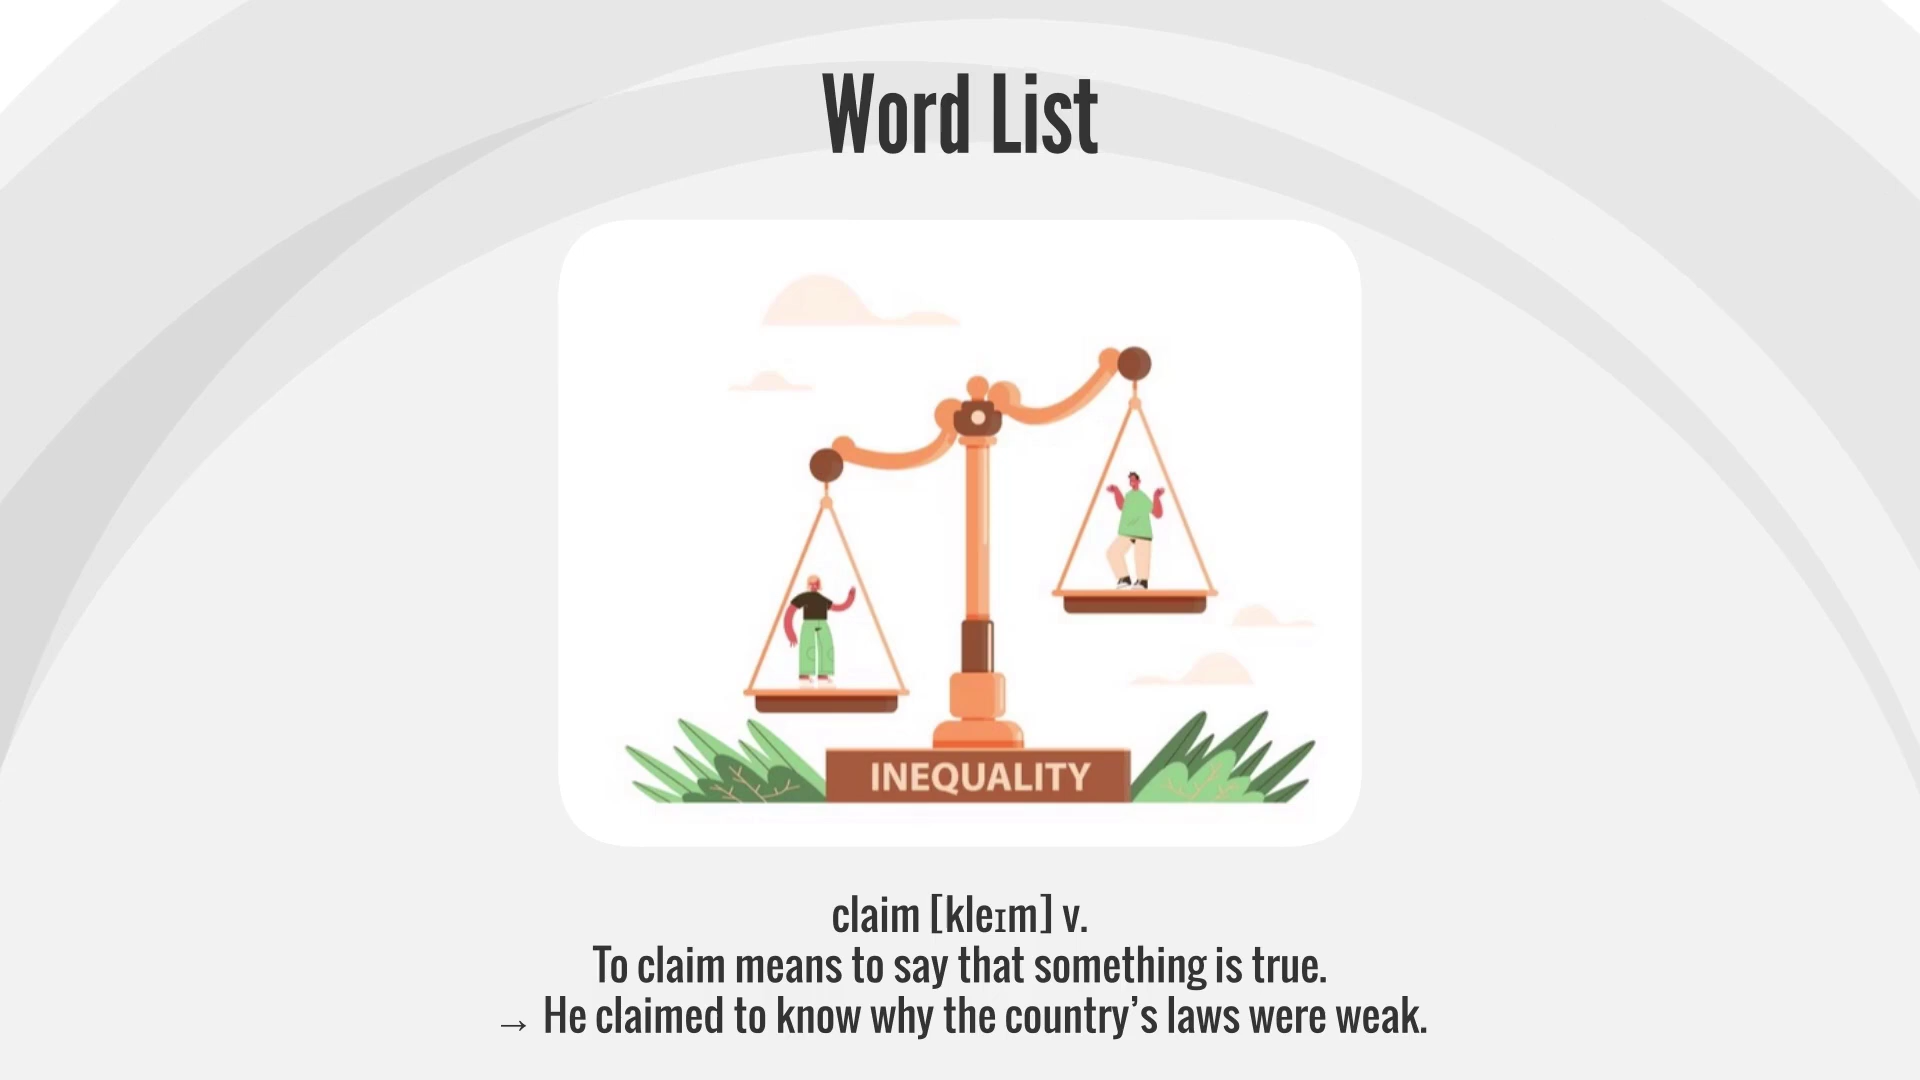 Word List
INEQUALITY
claim [kleɪm] v.
To claim means to say that something is true.
→ He claimed to know why the country’s laws were weak.